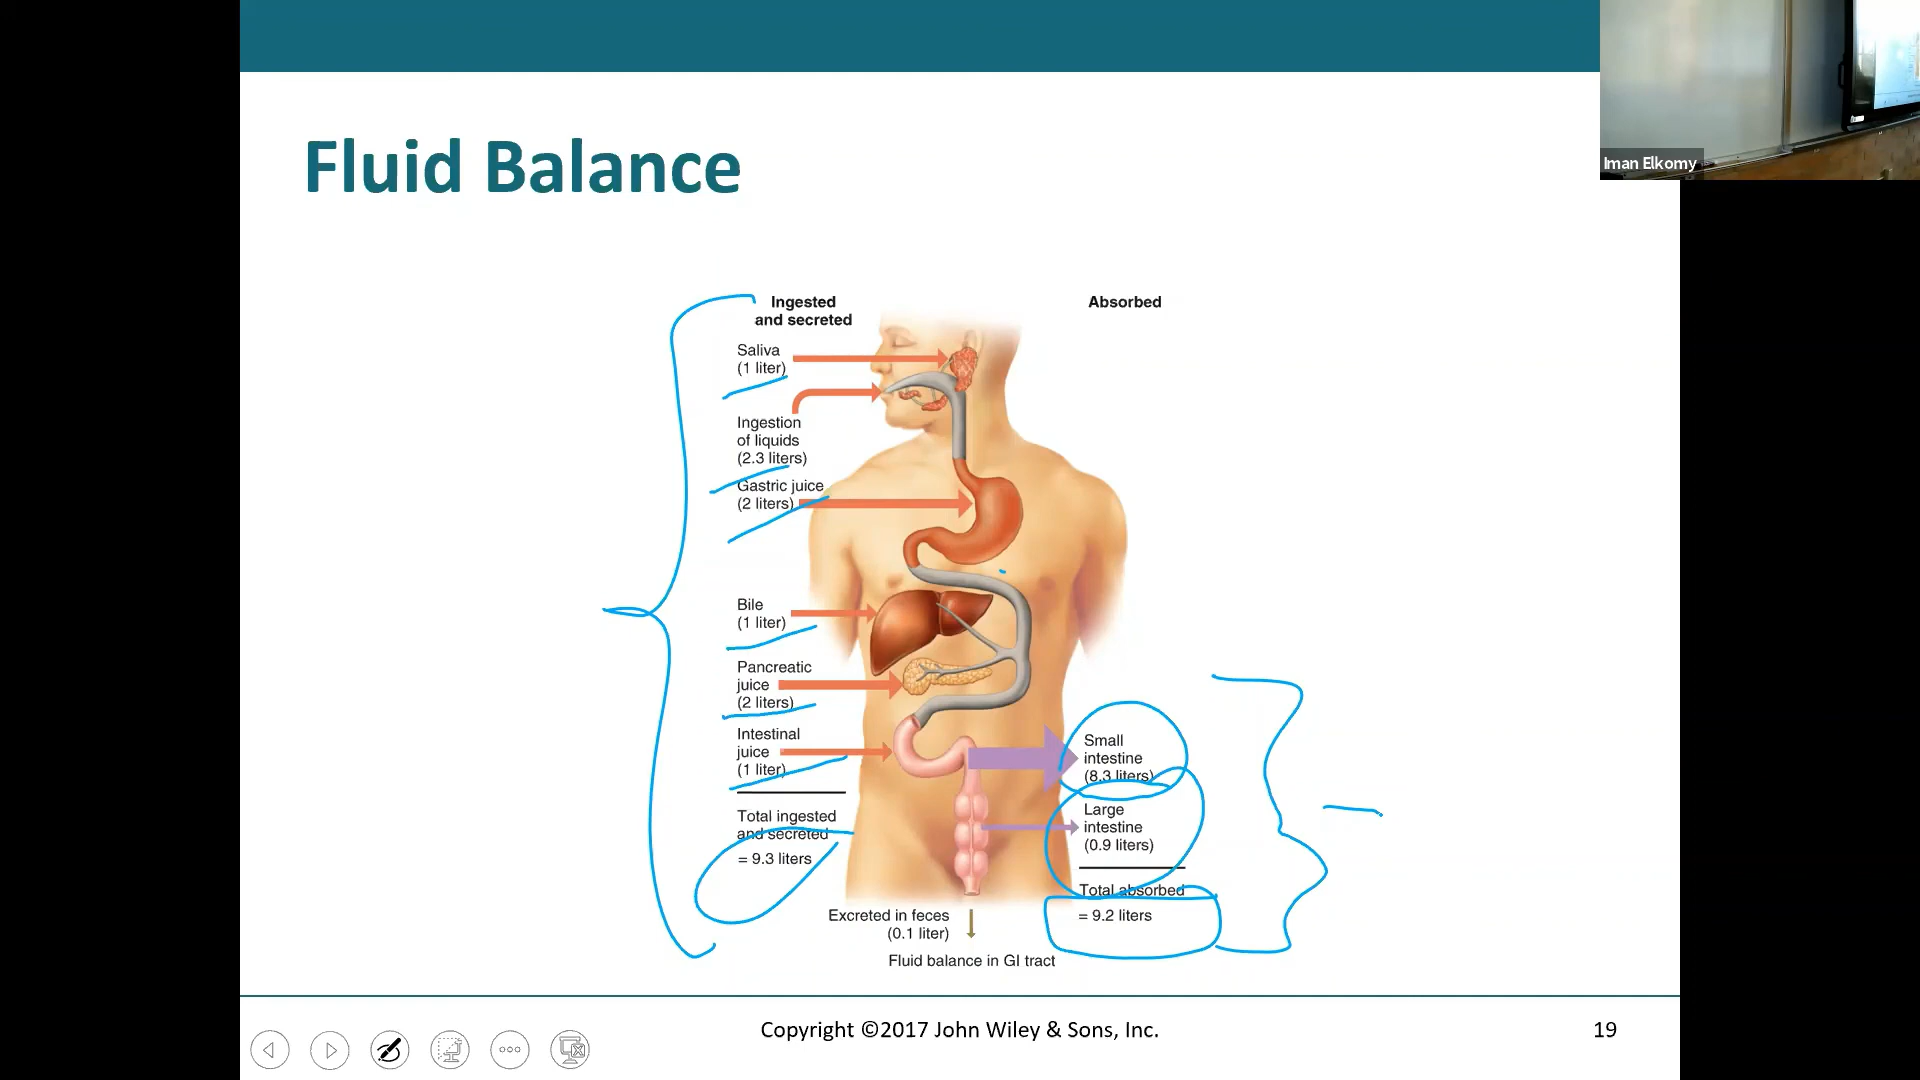 Iman Elkomy
Fluid Balance
Ingested
and secreted
Absorbed
Saliva
(1 liter)
Ingestion
of liquids
(2.3 liters)
Gastric juice
(2 liters)
Bile
(1 liter)
Pancreatic
juice
(2 liters)
Intestinal
juice
(1 liter)
Total ingested
and secreted
= 9.3 liters
Small
intestine
(8.3 liters)
Large
intestine
(0.9 liters)
Total absorbed
= 9.2 liters
Excreted in feces
(0.1 liter)
Fluid balance in GI tract
Copyright ©2017 John Wiley & Sons, Inc.
19